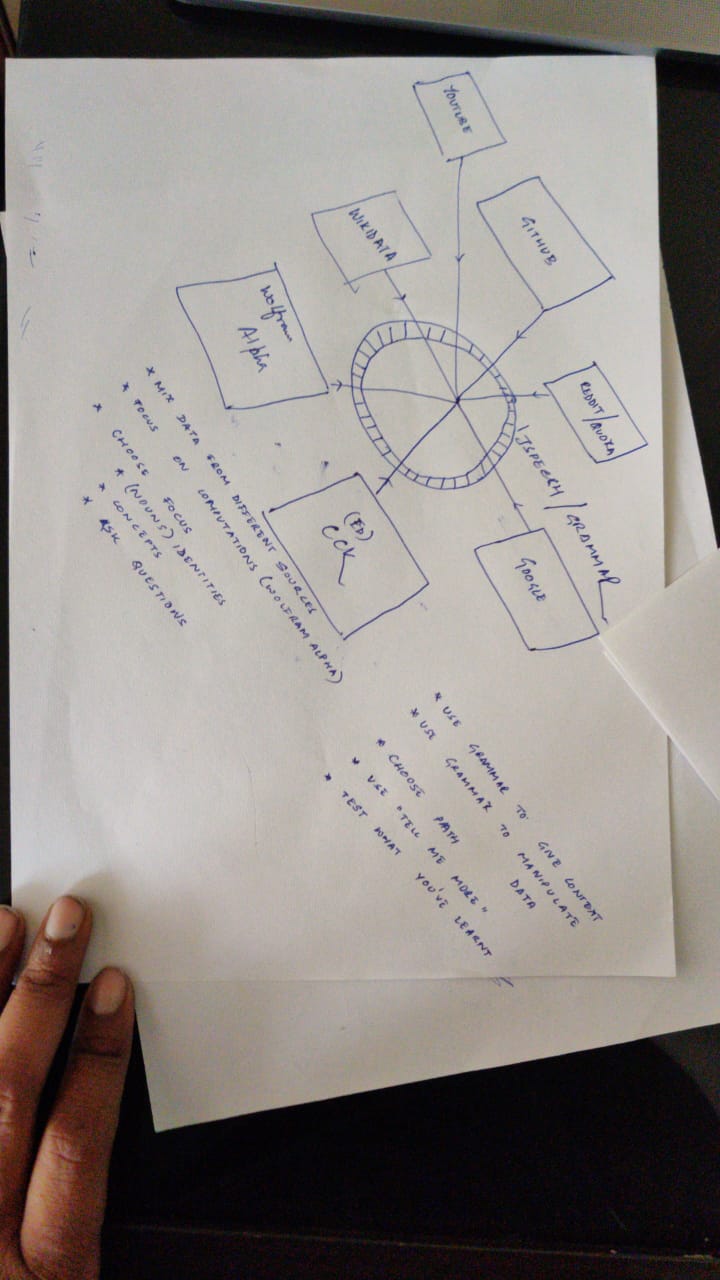 YOUTUBE
GITHUB
WIKIDATA
Wolfram
Alpha
REDDIT/QUORA
GOOGLE
(ED)
CCK
SPEECH/GRAMMAR
* MIX DATA FROM DIFFERENT SOURCES
* FOCUS ON COMPUTATIONS (WOLFRAM ALPHA)
* CHOOSE FOCUS
* (NOUNS) IDENTITIES
* CONCEPTS
* ASK QUESTIONS
* USE GRAMMAR TO GIVE CONTEXT
* USE GRAMMAR TO MANIPULATE DATA
* CHOOSE PATH
* USE "TELL ME MORE"
* TEST WHAT YOU'VE LEARNT